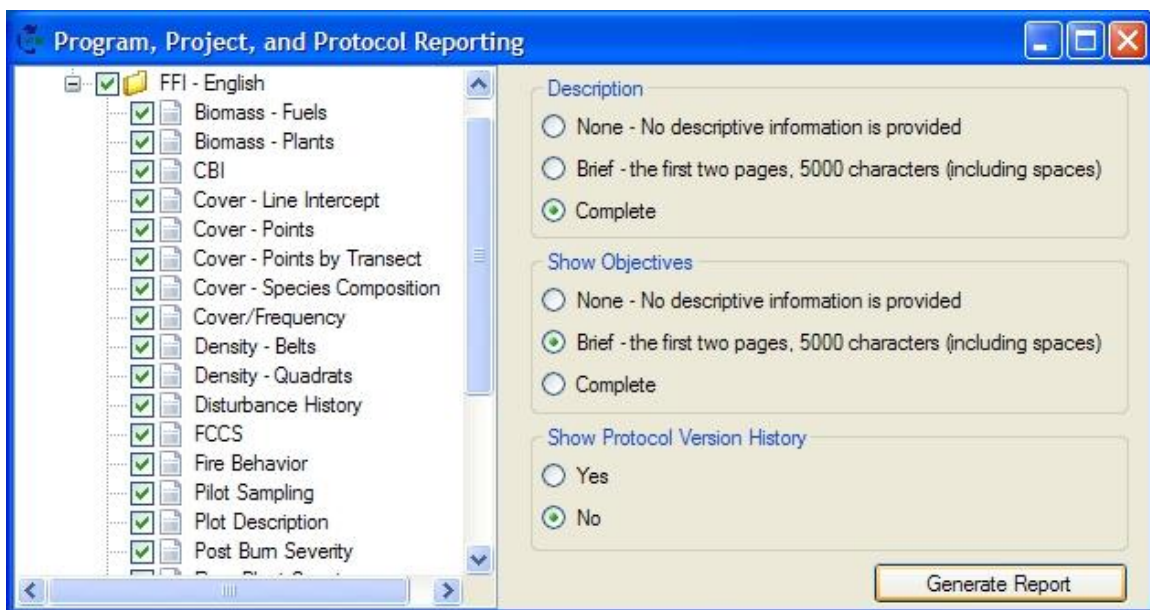 Program, Project, and Protocol Reporting
FFI - English
Biomass - Fuels
Biomass - Plants
CBI
Cover - Line Intercept
Cover - Points
Cover - Points by Transect
Cover - Species Composition
Cover/Frequency
Density - Belts
Density - Quadrats
Disturbance History
FCCS
Fire Behavior
Pilot Sampling
Plot Description
Post Burn Severity
Description
None - No descriptive information is provided
Brief - the first two pages, 5000 characters (including spaces)
Complete
Show Objectives
None - No descriptive information is provided
Brief - the first two pages, 5000 characters (including spaces)
Complete
Show Protocol Version History
Yes
No
Generate Report